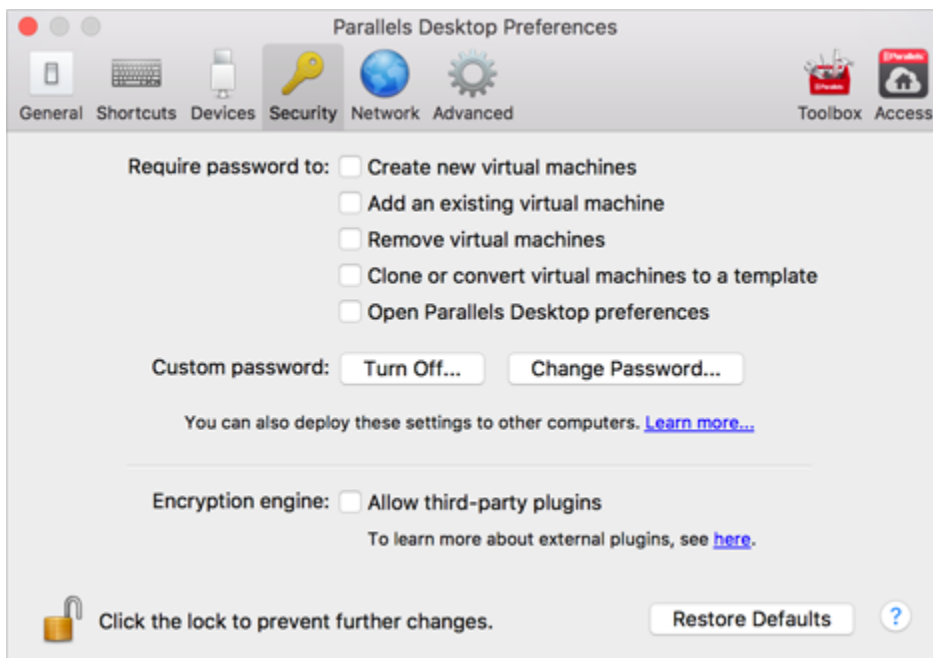 Parallels Desktop Preferences
General Shortcuts Devices Security Network Advanced Toolbox Access
Require password to: Create new virtual machines
Add an existing virtual machine
Remove virtual machines
Clone or convert virtual machines to a template
Open Parallels Desktop preferences
Custom password: Turn Off... Change Password...
You can also deploy these settings to other computers. Learn more...
Encryption engine: Allow third-party plugins
To learn more about external plugins, see here.
Click the lock to prevent further changes. Restore Defaults ?